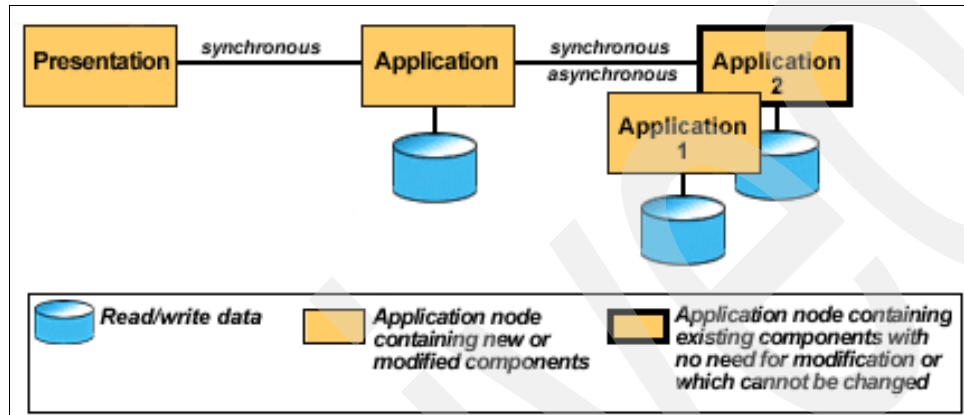 Presentation
synchronous
Application
synchronous
asynchronous
Application
2
Application
1
Read/write data
Application node
containing new or
modified components
Application node containing
existing components with
no need for modification or
which cannot be changed